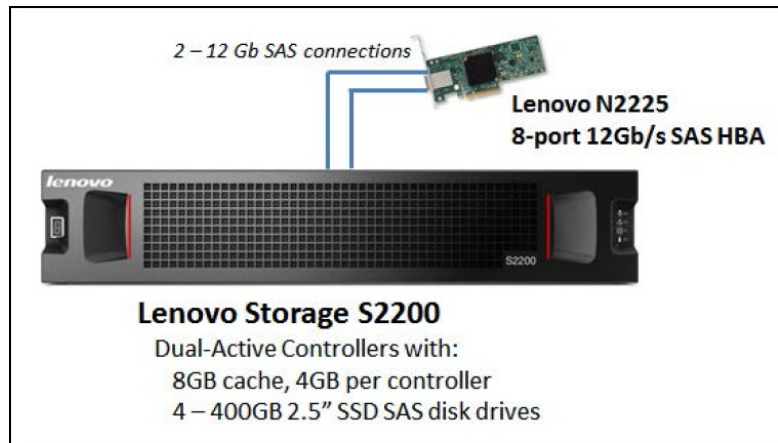 2 – 12 Gb SAS connections
Lenovo N2225
8-port 12Gb/s SAS HBA
lenovo
S2200
Lenovo Storage S2200
Dual-Active Controllers with:
8GB cache, 4GB per controller
4 – 400GB 2.5” SSD SAS disk drives